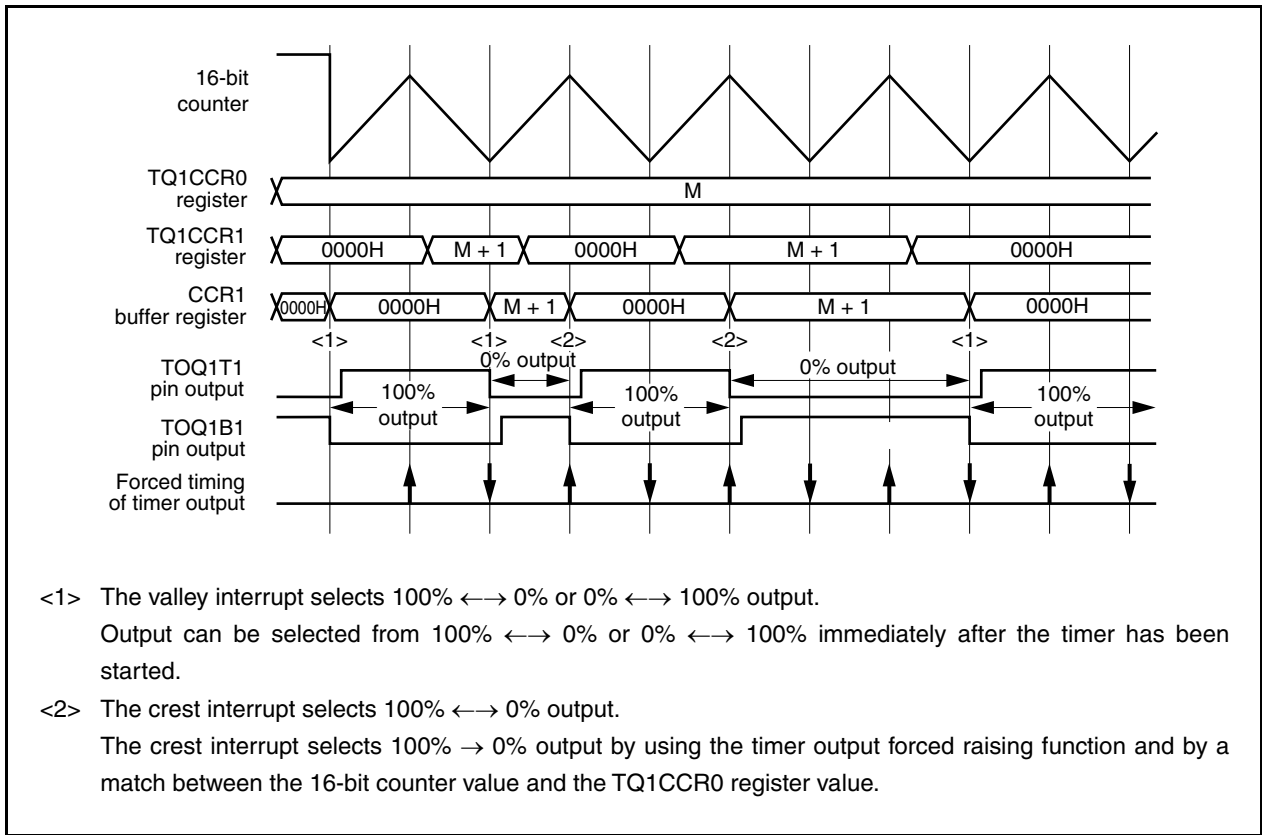 16-bit
counter
TQ1CCR0
register
M
TQ1CCR1
register
0000H
M + 1
0000H
M + 1
0000H
CCR1
buffer register
0000H
0000H
M + 1
0000H
M + 1
0000H
<1>
<1>
<2>
<2>
<1>
TOQ1T1
pin output
0% output
0% output
100%
output
100%
output
100%
output
TOQ1B1
pin output
Forced timing
of timer output
<1> The valley interrupt selects 100% ←→ 0% or 0% ←→ 100% output.
Output can be selected from 100% ←→ 0% or 0% ←→ 100% immediately after the timer has been
started.
<2> The crest interrupt selects 100% ←→ 0% output.
The crest interrupt selects 100% → 0% output by using the timer output forced raising function and by a
match between the 16-bit counter value and the TQ1CCR0 register value.